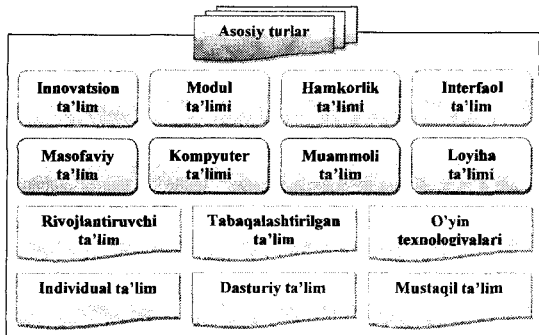 Asosiy turlar
Innovatsion
ta'lim
Modul
ta'limi
Hamkorlik
ta'limi
Interfaol
ta'lim
Masofaviy
ta'lim
Kompyuter
ta'limi
Muammoli
ta'lim
Loyiha
ta'limi
Rivojlantiruvchi
ta'lim
Tabaqalashtirilgan
ta'lim
O'yin
texnologivalari
Individual ta'lim
Dasturiy ta'lim
Mustaqil ta'lim